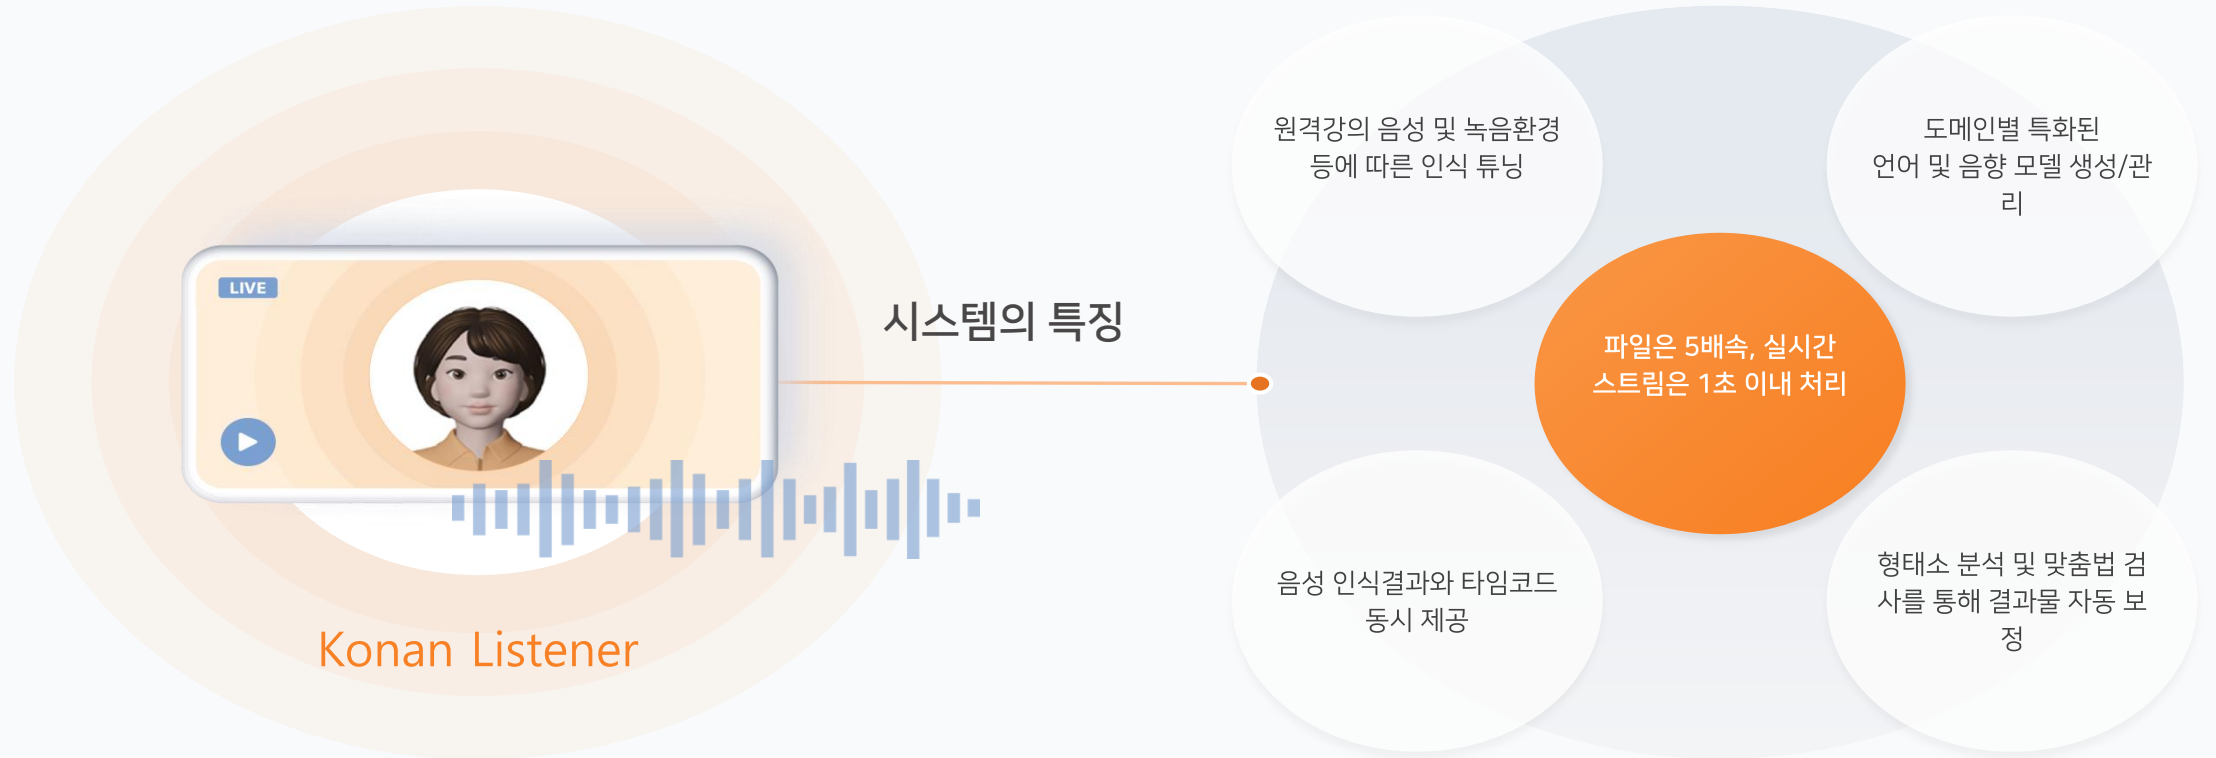 LIVE
Konan Listener
시스템의 특징
원격강의 음성 및 녹음환경
등에 따른 인식 튜닝
도메인별 특화된
언어 및 음향 모델 생성/관
리
파일은 5배속, 실시간
스트림은 1초 이내 처리
음성 인식결과와 타임코드
동시 제공
형태소 분석 및 맞춤법 검
사를 통해 결과물 자동 보
정